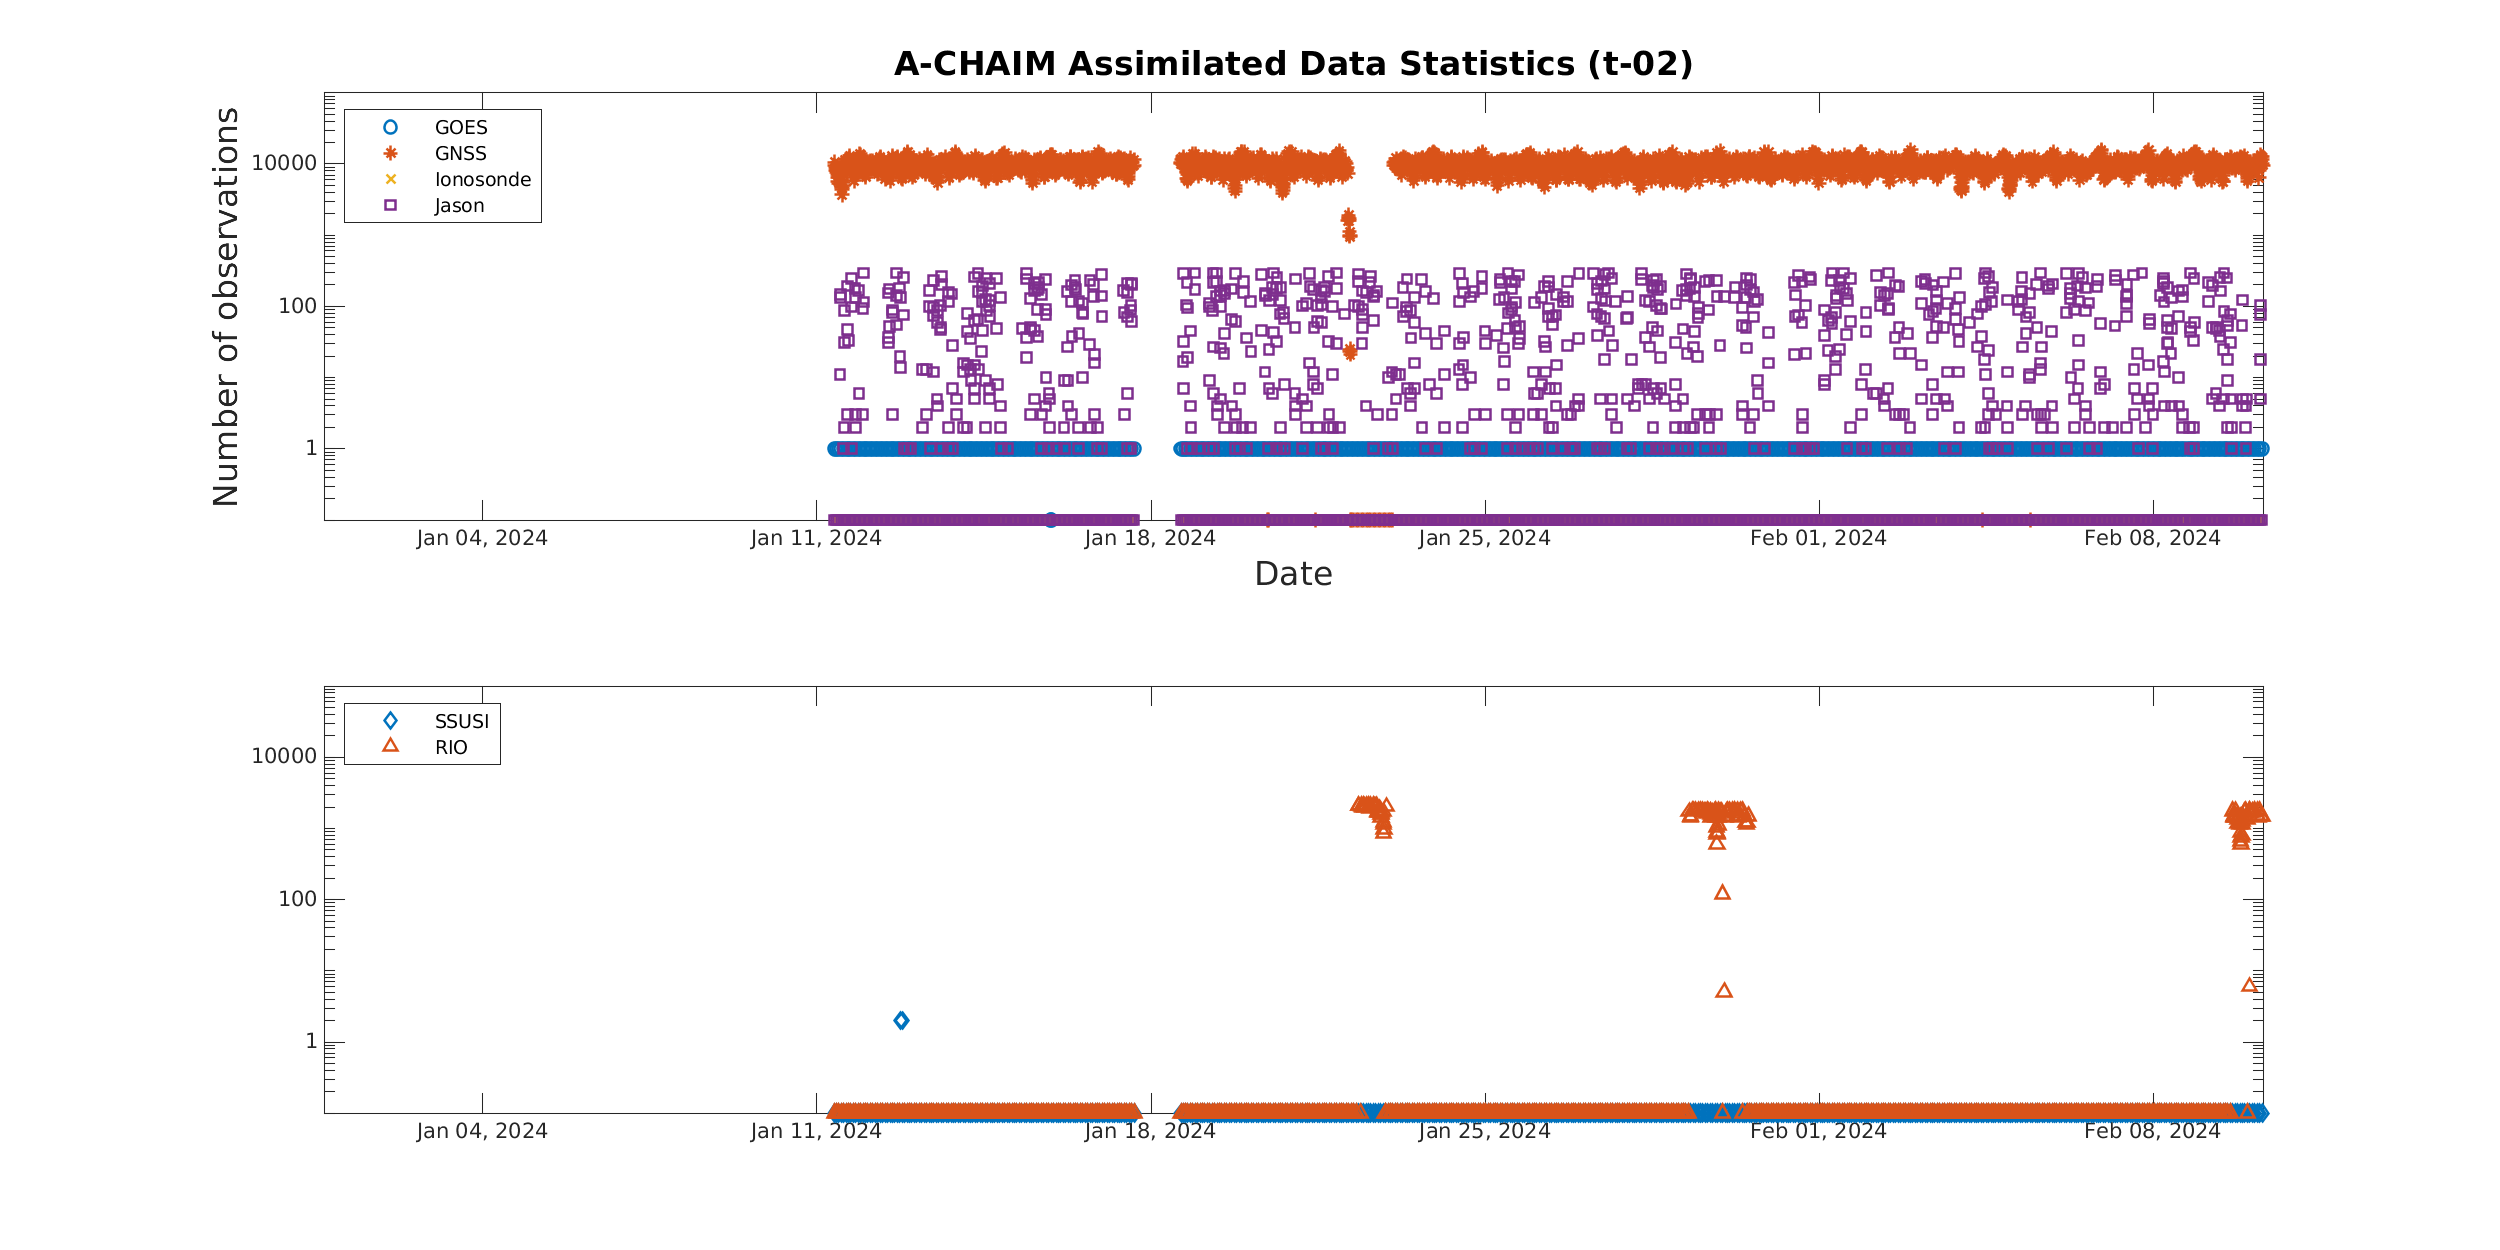 A-CHAIM Assimilated Data Statistics (t-02)
Number of observations
10000
100
1
GOES
GNSS
Ionosonde
Jason
Jan 04, 2024
Jan 11, 2024
Jan 18, 2024
Jan 25, 2024
Feb 01, 2024
Feb 08, 2024
Date
10000
100
1
SSUSI
RIO
Jan 04, 2024
Jan 11, 2024
Jan 18, 2024
Jan 25, 2024
Feb 01, 2024
Feb 08, 2024